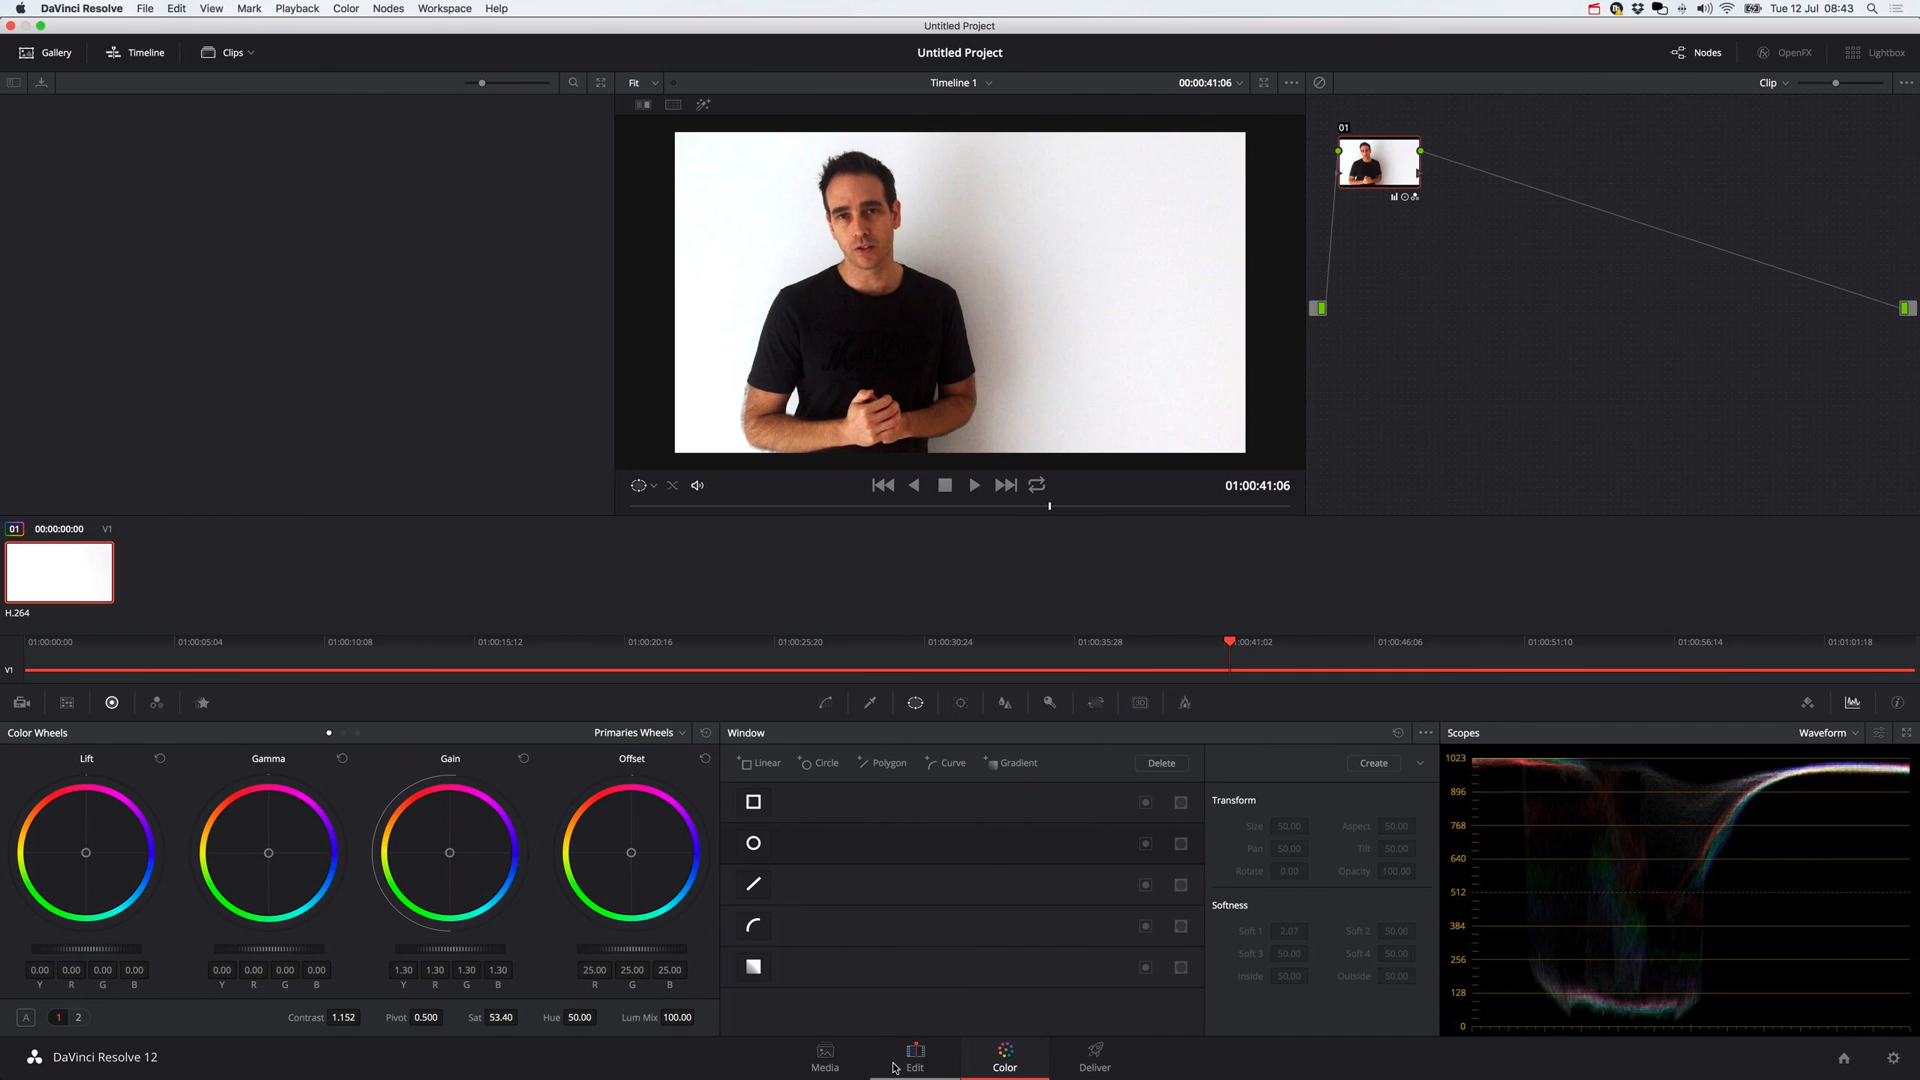 DaVinci Resolve File Edit View Mark Playback Color Nodes Workspace Help Tue 12 Jul 08:43
Untitled Project
Gallery Timeline Clips Untitled Project Nodes OpenFX Lightbox
Fit Timeline 1 00:00:41:06 Clip
01
01:00:41:06
01 00:00:00:00 V1
H.264
01:00:00:00 01:00:05:04 01:00:10:08 01:00:15:12 01:00:20:16 01:00:25:20 01:00:30:24 01:00:35:28 :00:41:02 01:00:46:06 01:00:51:10 01:00:56:14 01:01:01:18
V1
3D
Color Wheels Primaries Wheels Window Scopes Waveform
Lift Gamma Gain Offset
Linear Circle Polygon Curve Gradient Delete Create
Transform
Size 50.00 Aspect 50.00
Pan 50.00 Tilt 50.00
Rotate 0.00 Opacity 100.00
Softness
Soft 1 2.07 Soft 2 50.00
Soft 3 50.00 Soft 4 50.00
Inside 50.00 Outside 50.00
1023
896
768
640
512
384
256
128
0
0.00 0.00 0.00 0.00 0.00 0.00 0.00 0.00 1.30 1.30 1.30 1.30 25.00 25.00 25.00
Y R G B Y R G B Y R G B R G B
A 1 2 Contrast 1.152 Pivot 0.500 Sat 53.40 Hue 50.00 Lum Mix 100.00
DaVinci Resolve 12 Media Edit Color Deliver